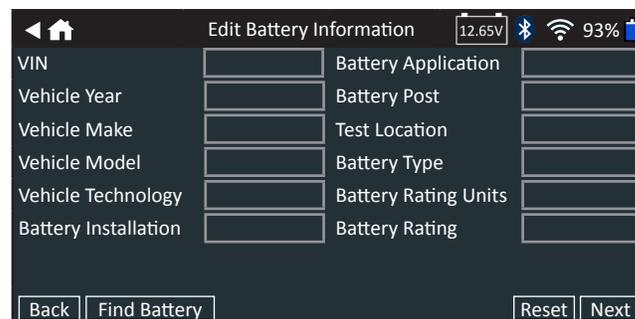 Edit Battery Information 12.65V 93%
VIN Battery Application
Vehicle Year Battery Post
Vehicle Make Test Location
Vehicle Model Battery Type
Vehicle Technology Battery Rating Units
Battery Installation Battery Rating
Back Find Battery Reset Next